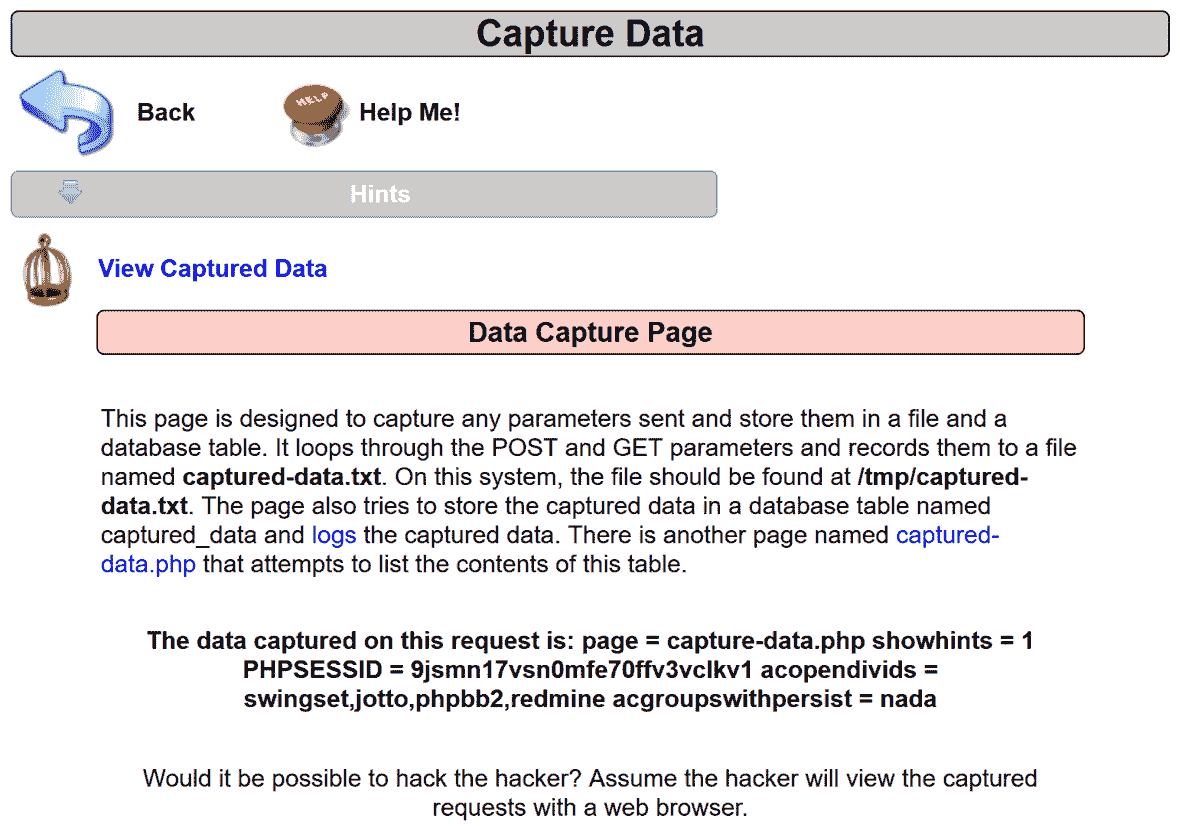 Capture Data
Back
HELP
Help Me!
Hints
View Captured Data
Data Capture Page
This page is designed to capture any parameters sent and store them in a file and a
database table. It loops through the POST and GET parameters and records them to a file
named captured-data.txt. On this system, the file should be found at /tmp/captured-
data.txt. The page also tries to store the captured data in a database table named
captured_data and logs the captured data. There is another page named captured-
data.php that attempts to list the contents of this table.
The data captured on this request is: page = capture-data.php showhints = 1
PHPSESSID = 9jsmn17vsn0mfe70ffv3vclkv1 acopendivids =
swingset,jotto,phpbb2,redmine acgroupswithpersist = nada
Would it be possible to hack the hacker? Assume the hacker will view the captured
requests with a web browser.